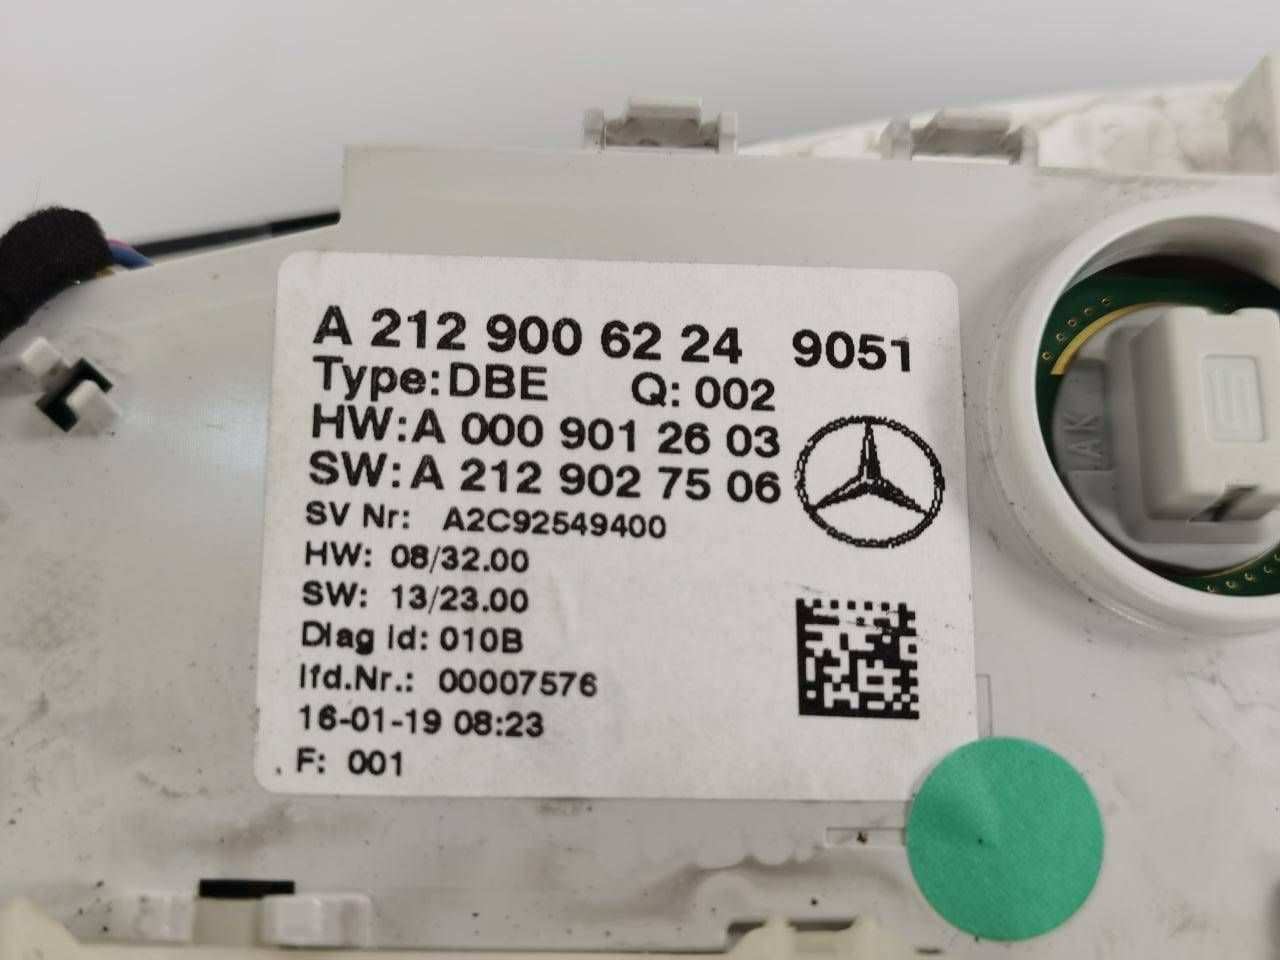 A 212 900 62 24 9051
Type:DBE Q: 002
HW:A 000 901 26 03
SW:A 212 902 75 06
SV Nr: A2C92549400
HW: 08/32.00
SW: 13/23.00
Diag Id: 010B
lfd.Nr.: 00007576
16-01-19 08:23
F: 001
AK